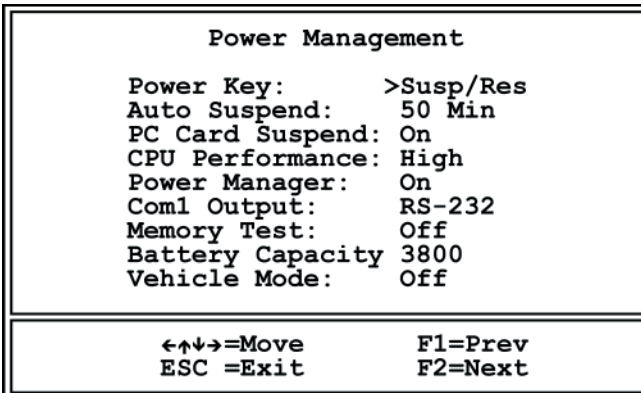 Power Management
Power Key: >Susp/Res
Auto Suspend: 50 Min
PC Card Suspend: On
CPU Performance: High
Power Manager: On
Com1 Output: RS-232
Memory Test: Off
Battery Capacity 3800
Vehicle Mode: Off
←↑↓→=Move F1=Prev
ESC =Exit F2=Next